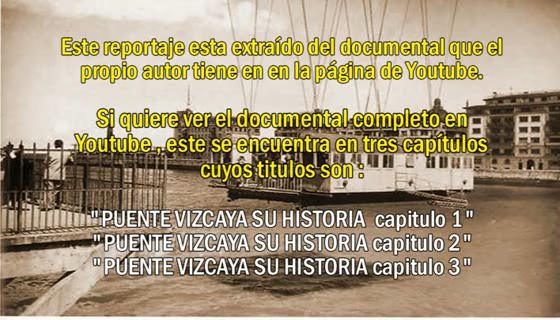 Este reportaje esta extraído del documental que el
propio autor tiene en en la página de Youtube.
Si quiere ver el documental completo en
Youtube , este se encuentra en tres capítulos
cuyos titulos son :
"PUENTE VIZCAYA SU HISTORIA capitulo 1"
"PUENTE VIZCAYA SU HISTORIA capitulo 2"
"PUENTE VIZCAYA SU HISTORIA capitulo 3"